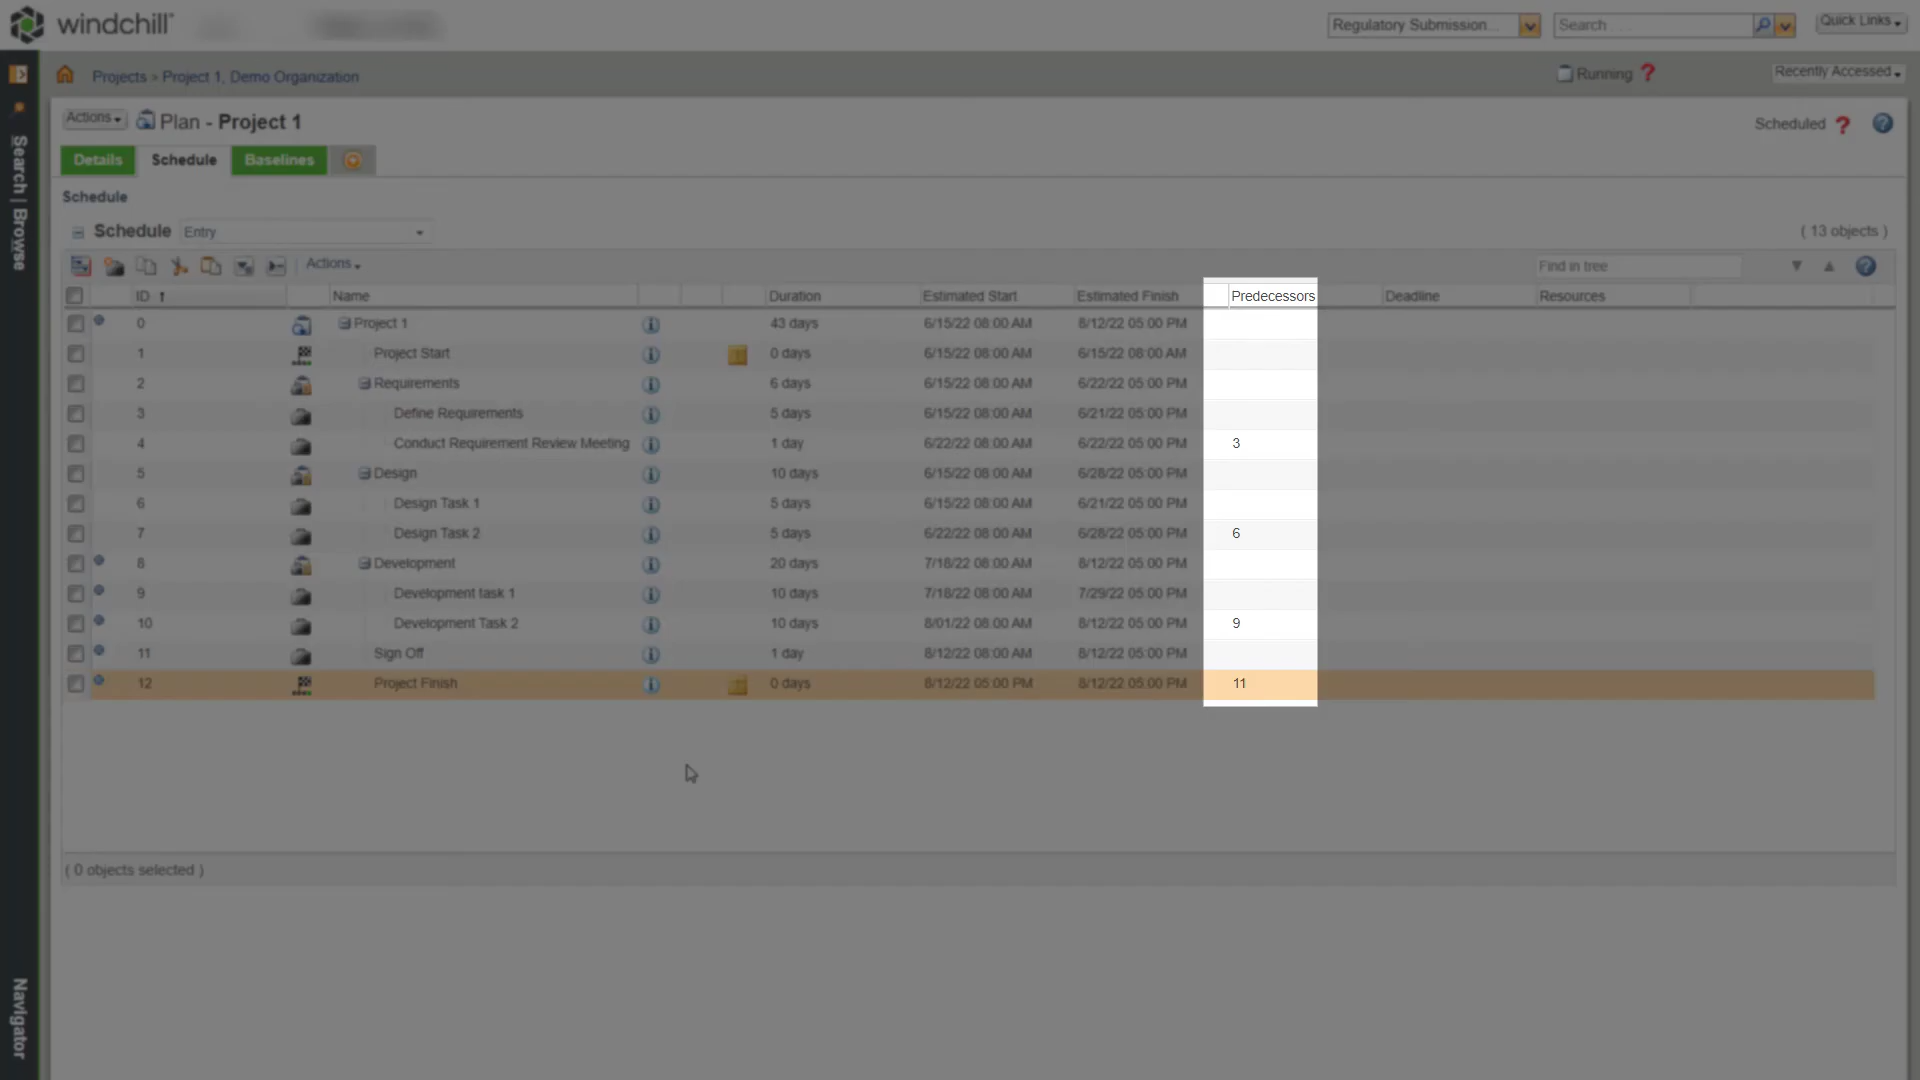 windchill
Regulatory Submission...
Search . . .
Quick Links
Projects > Project 1, Demo Organization
Running ?
Recently Accessed
Actions
Plan - Project 1
Scheduled ?
Details
Schedule
Baselines
Schedule
Schedule
Entry
( 13 objects )
Actions
Find in tree
ID Name Duration Estimated Start Estimated Finish Predecessors Deadline Resources
0 Project 1 43 days 6/15/22 08:00 AM 8/12/22 05:00 PM
1 Project Start 0 days 6/15/22 08:00 AM 6/15/22 08:00 AM
2 Requirements 6 days 6/15/22 08:00 AM 6/22/22 05:00 PM
3 Define Requirements 5 days 6/15/22 08:00 AM 6/21/22 05:00 PM
4 Conduct Requirement Review Meeting 1 day 6/22/22 08:00 AM 6/22/22 05:00 PM 3
5 Design 10 days 6/15/22 08:00 AM 6/28/22 05:00 PM
6 Design Task 1 5 days 6/15/22 08:00 AM 6/21/22 05:00 PM
7 Design Task 2 5 days 6/22/22 08:00 AM 6/28/22 05:00 PM 6
8 Development 20 days 7/18/22 08:00 AM 8/12/22 05:00 PM
9 Development task 1 10 days 7/18/22 08:00 AM 7/29/22 05:00 PM
10 Development Task 2 10 days 8/01/22 08:00 AM 8/12/22 05:00 PM 9
11 Sign Off 1 day 8/12/22 08:00 AM 8/12/22 05:00 PM
12 Project Finish 0 days 8/12/22 05:00 PM 8/12/22 05:00 PM 11
( 0 objects selected )
Search | Browse
Navigator